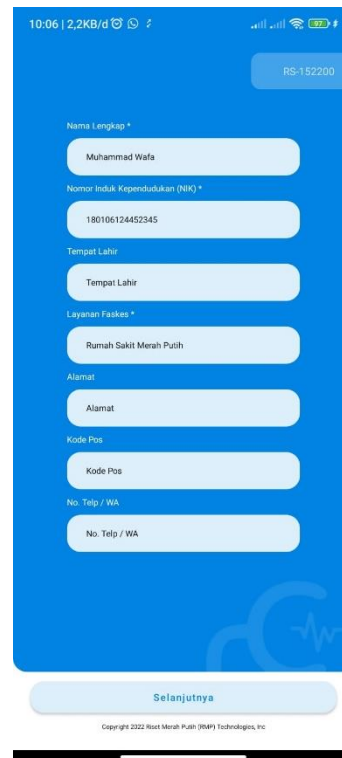 10:06 | 2,2KB/d
97
RS-152200
Nama Lengkap *
Muhammad Wafa
Nomor Induk Kependudukan (NIK) *
180106124452345
Tempat Lahir
Tempat Lahir
Layanan Faskes *
Rumah Sakit Merah Putih
Alamat
Alamat
Kode Pos
Kode Pos
No. Telp / WA
No. Telp / WA
Selanjutnya
Copyright 2022 Riset Merah Putih (RMP) Technologies, Inc